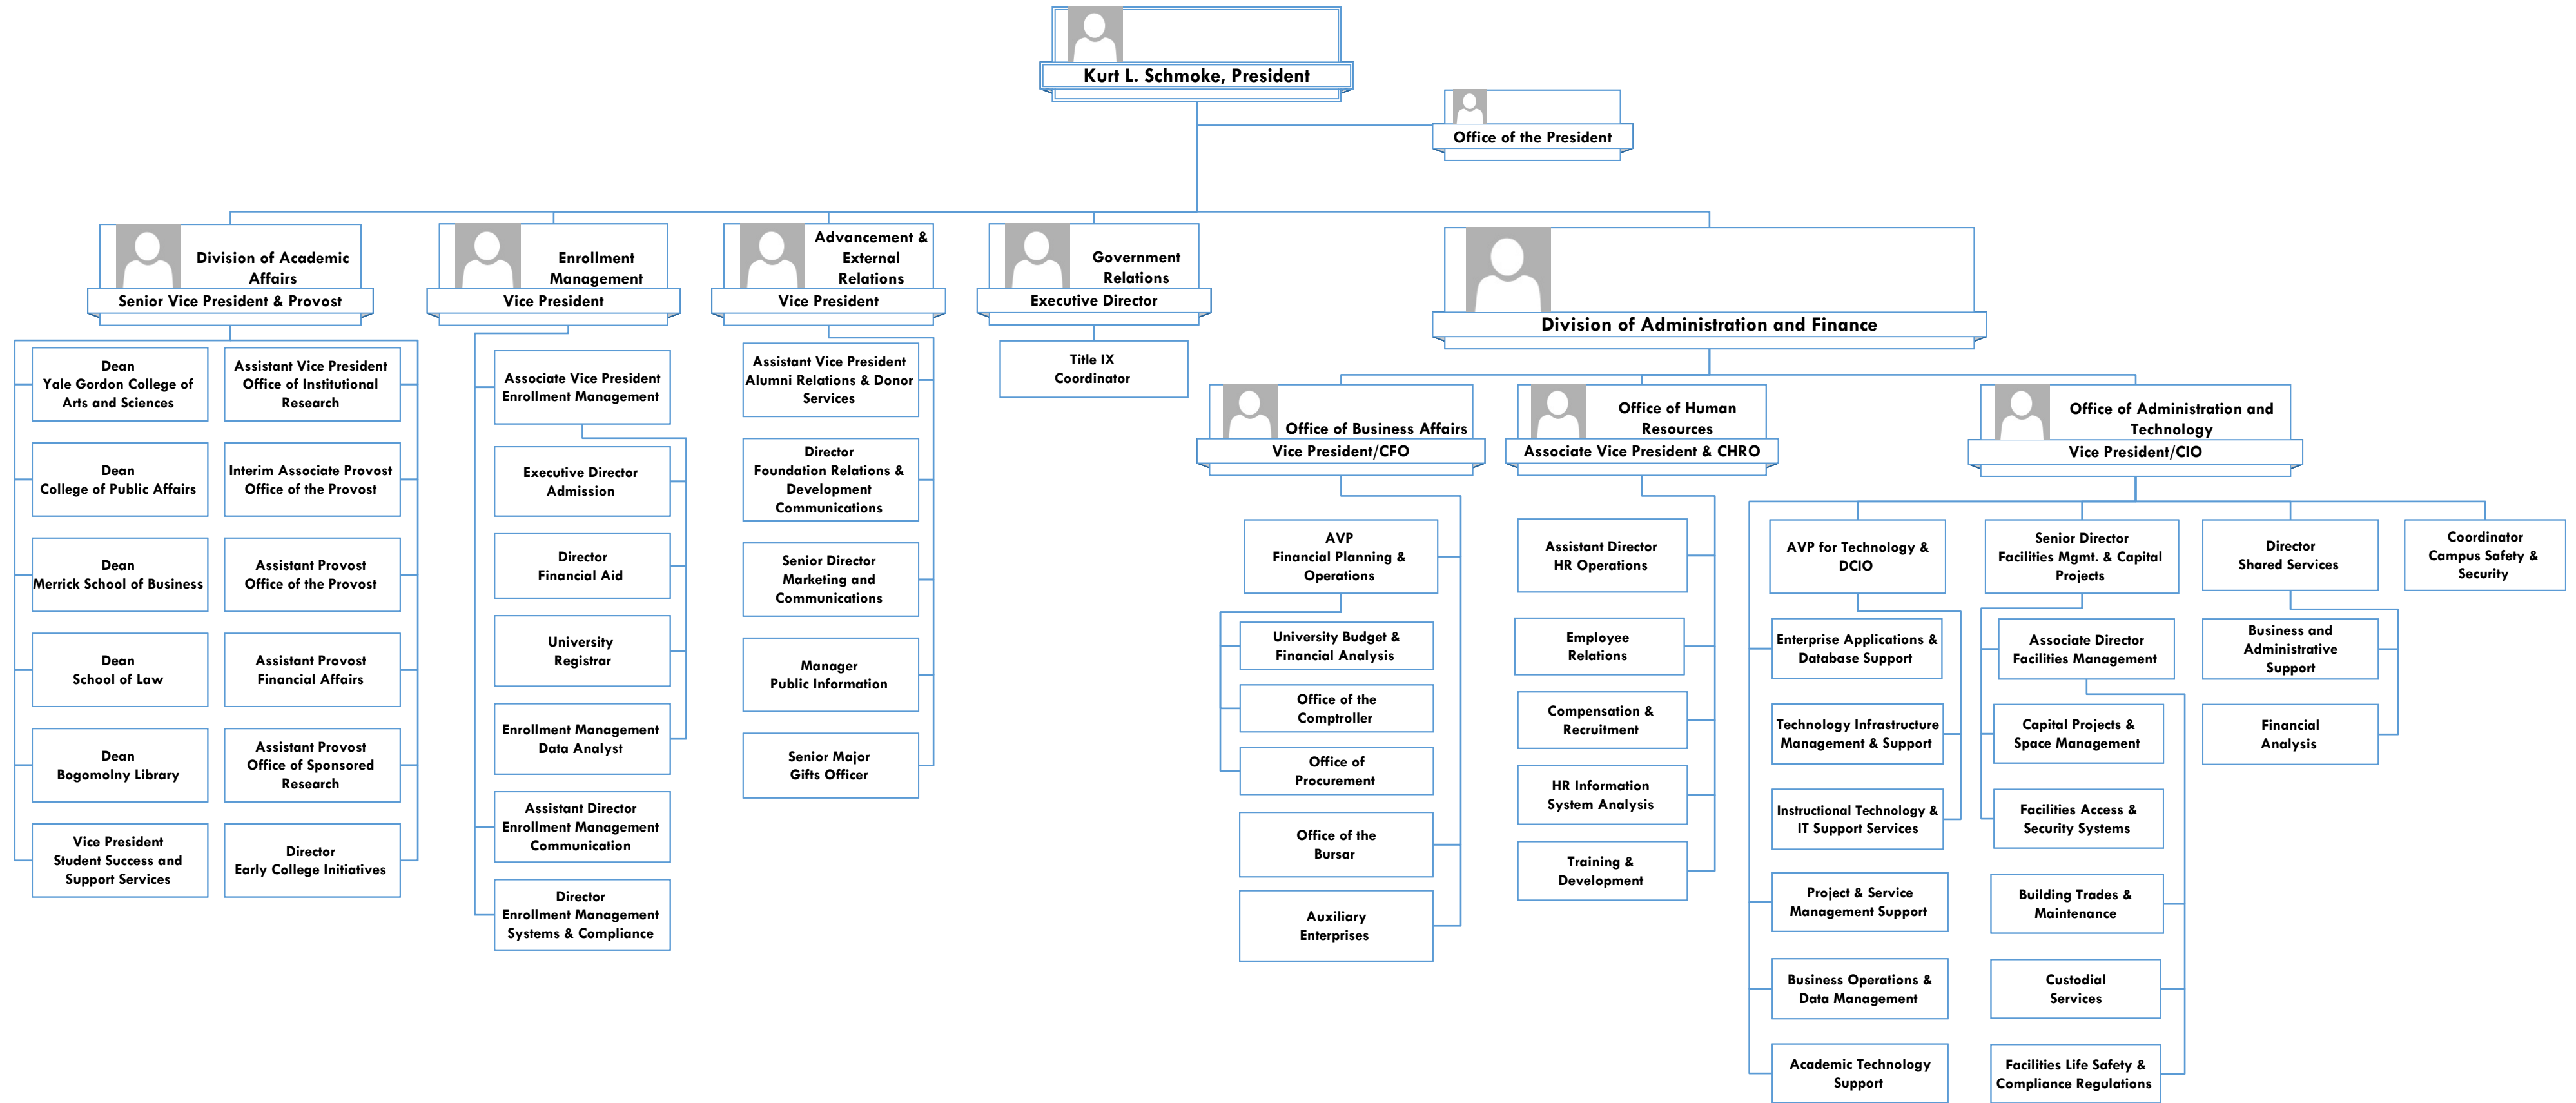 Kurt L. Schmoke, President
Office of the President
Division of Academic
Affairs
Senior Vice President & Provost
Dean
Yale Gordon College of
Arts and Sciences
Dean
College of Public Affairs
Dean
Merrick School of Business
Dean
School of Law
Dean
Bogomolny Library
Vice President
Student Success and
Support Services
Assistant Vice President
Office of Institutional
Research
Interim Associate Provost
Office of the Provost
Assistant Provost
Office of the Provost
Assistant Provost
Financial Affairs
Assistant Provost
Office of Sponsored
Research
Director
Early College Initiatives
Enrollment
Management
Vice President
Associate Vice President
Enrollment Management
Executive Director
Admission
Director
Financial Aid
University
Registrar
Enrollment Management
Data Analyst
Assistant Director
Enrollment Management
Communication
Director
Enrollment Management
Systems & Compliance
Advancement &
External
Relations
Vice President
Assistant Vice President
Alumni Relations & Donor
Services
Director
Foundation Relations &
Development
Communications
Senior Director
Marketing and
Communications
Manager
Public Information
Senior Major
Gifts Officer
Government
Relations
Executive Director
Title IX
Coordinator
Division of Administration and Finance
Office of Business Affairs
Vice President/CFO
AVP
Financial Planning &
Operations
University Budget &
Financial Analysis
Office of the
Comptroller
Office of
Procurement
Office of the
Bursar
Auxiliary
Enterprises
Office of Human
Resources
Associate Vice President & CHRO
Assistant Director
HR Operations
Employee
Relations
Compensation &
Recruitment
HR Information
System Analysis
Training &
Development
Office of Administration and
Technology
Vice President/CIO
AVP for Technology &
DCIO
Enterprise Applications &
Database Support
Technology Infrastructure
Management & Support
Instructional Technology &
IT Support Services
Project & Service
Management Support
Business Operations &
Data Management
Academic Technology
Support
Senior Director
Facilities Mgmt. & Capital
Projects
Associate Director
Facilities Management
Capital Projects &
Space Management
Facilities Access &
Security Systems
Building Trades &
Maintenance
Custodial
Services
Facilities Life Safety &
Compliance Regulations
Director
Shared Services
Business and
Administrative
Support
Financial
Analysis
Coordinator
Campus Safety &
Security